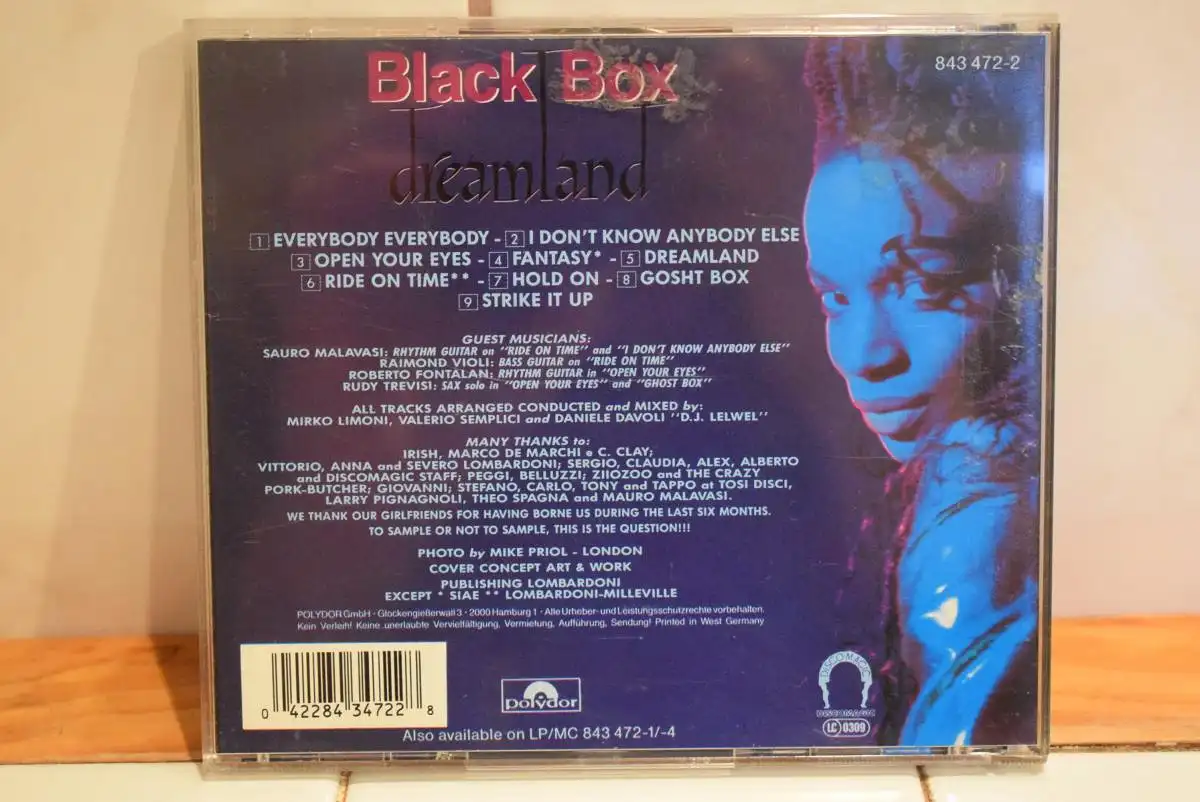 843 472-2
Black Box
dreamland
1 EVERYBODY EVERYBODY - 2 I DON'T KNOW ANYBODY ELSE
3 OPEN YOUR EYES - 4 FANTASY* - 5 DREAMLAND
6 RIDE ON TIME** - 7 HOLD ON - 8 GOSHT BOX
9 STRIKE IT UP
GUEST MUSICIANS:
SAURO MALAVASI: RHYTHM GUITAR on "RIDE ON TIME" and "I DON'T KNOW ANYBODY ELSE"
RAIMOND VIOLI: BASS GUITAR on "RIDE ON TIME"
ROBERTO FONTALAN: RHYTHM GUITAR in "OPEN YOUR EYES"
RUDY TREVISI: SAX solo in "OPEN YOUR EYES" and "GHOST BOX"
ALL TRACKS ARRANGED CONDUCTED and MIXED by:
MIRKO LIMONI, VALERIO SEMPLICI and DANIELE DAVOLI "D.J. LELWEL"
MANY THANKS to:
IRISH, MARCO DE MARCHI e C. CLAY;
VITTORIO, ANNA and SEVERO LOMBARDONI; SERGIO, CLAUDIA, ALEX, ALBERTO
and DISCOMAGIC STAFF; PEGGI, BELLUZZI; ZIIOZOO and THE CRAZY
PORK-BUTCHER; GIOVANNI; STEFANO, CARLO, TONY and TAPPO at TOSI DISCI,
LARRY PIGNAGNOLI, THEO SPAGNA and MAURO MALAVASI.
WE THANK OUR GIRLFRIENDS FOR HAVING BORNE US DURING THE LAST SIX MONTHS.
TO SAMPLE OR NOT TO SAMPLE, THIS IS THE QUESTION!!!
PHOTO by MIKE PRIOL - LONDON
COVER CONCEPT ART & WORK
PUBLISHING LOMBARDONI
EXCEPT * SIAE ** LOMBARDONI-MILLEVILLE
POLYDOR GmbH · Glockengießerwall 3 · 2000 Hamburg 1 · Alle Urheber- und Leistungsschutzrechte vorbehalten.
Kein Verleih! Keine unerlaubte Vervielfältigung, Vermietung, Aufführung, Sendung! Printed in West Germany
0 42284 34722 8
Polydor
DISCO MAGIC
DISCOMAGIC
LC 0309
Also available on LP/MC 843 472-1/-4